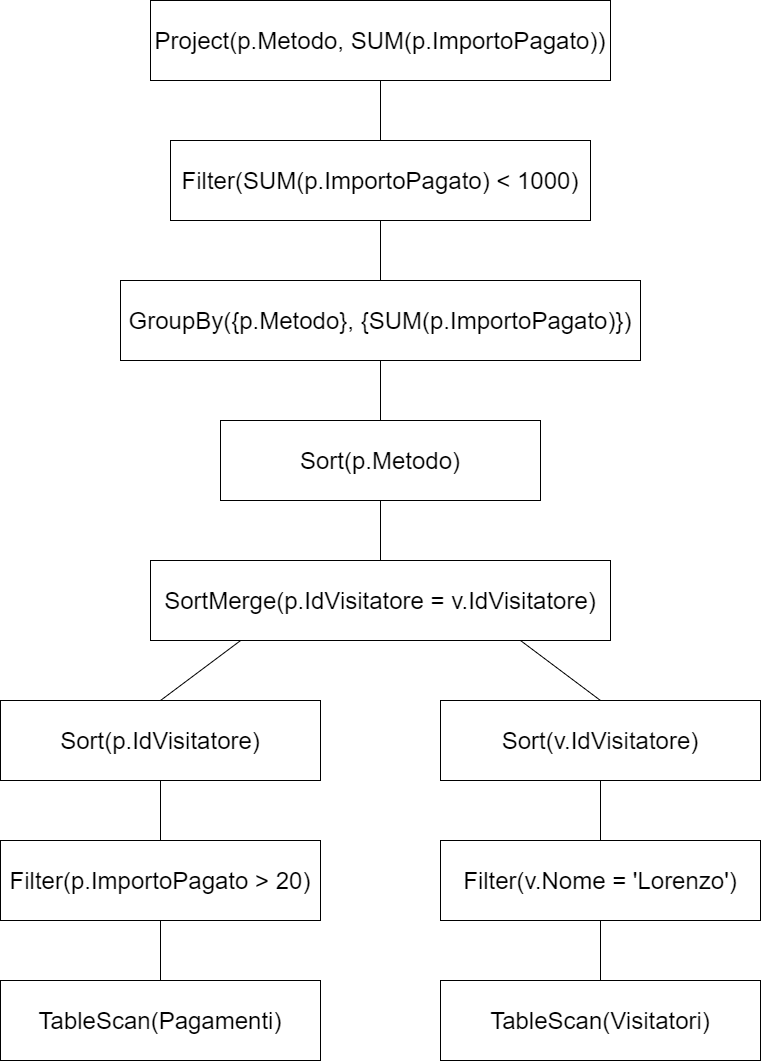 Project(p.Metodo, SUM(p.ImportoPagato))
Filter(SUM(p.ImportoPagato) < 1000)
GroupBy({p.Metodo}, {SUM(p.ImportoPagato)})
Sort(p.Metodo)
SortMerge(p.IdVisitatore = v.IdVisitatore)
Sort(p.IdVisitatore)
Sort(v.IdVisitatore)
Filter(p.ImportoPagato > 20)
Filter(v.Nome = 'Lorenzo')
TableScan(Pagamenti)
TableScan(Visitatori)